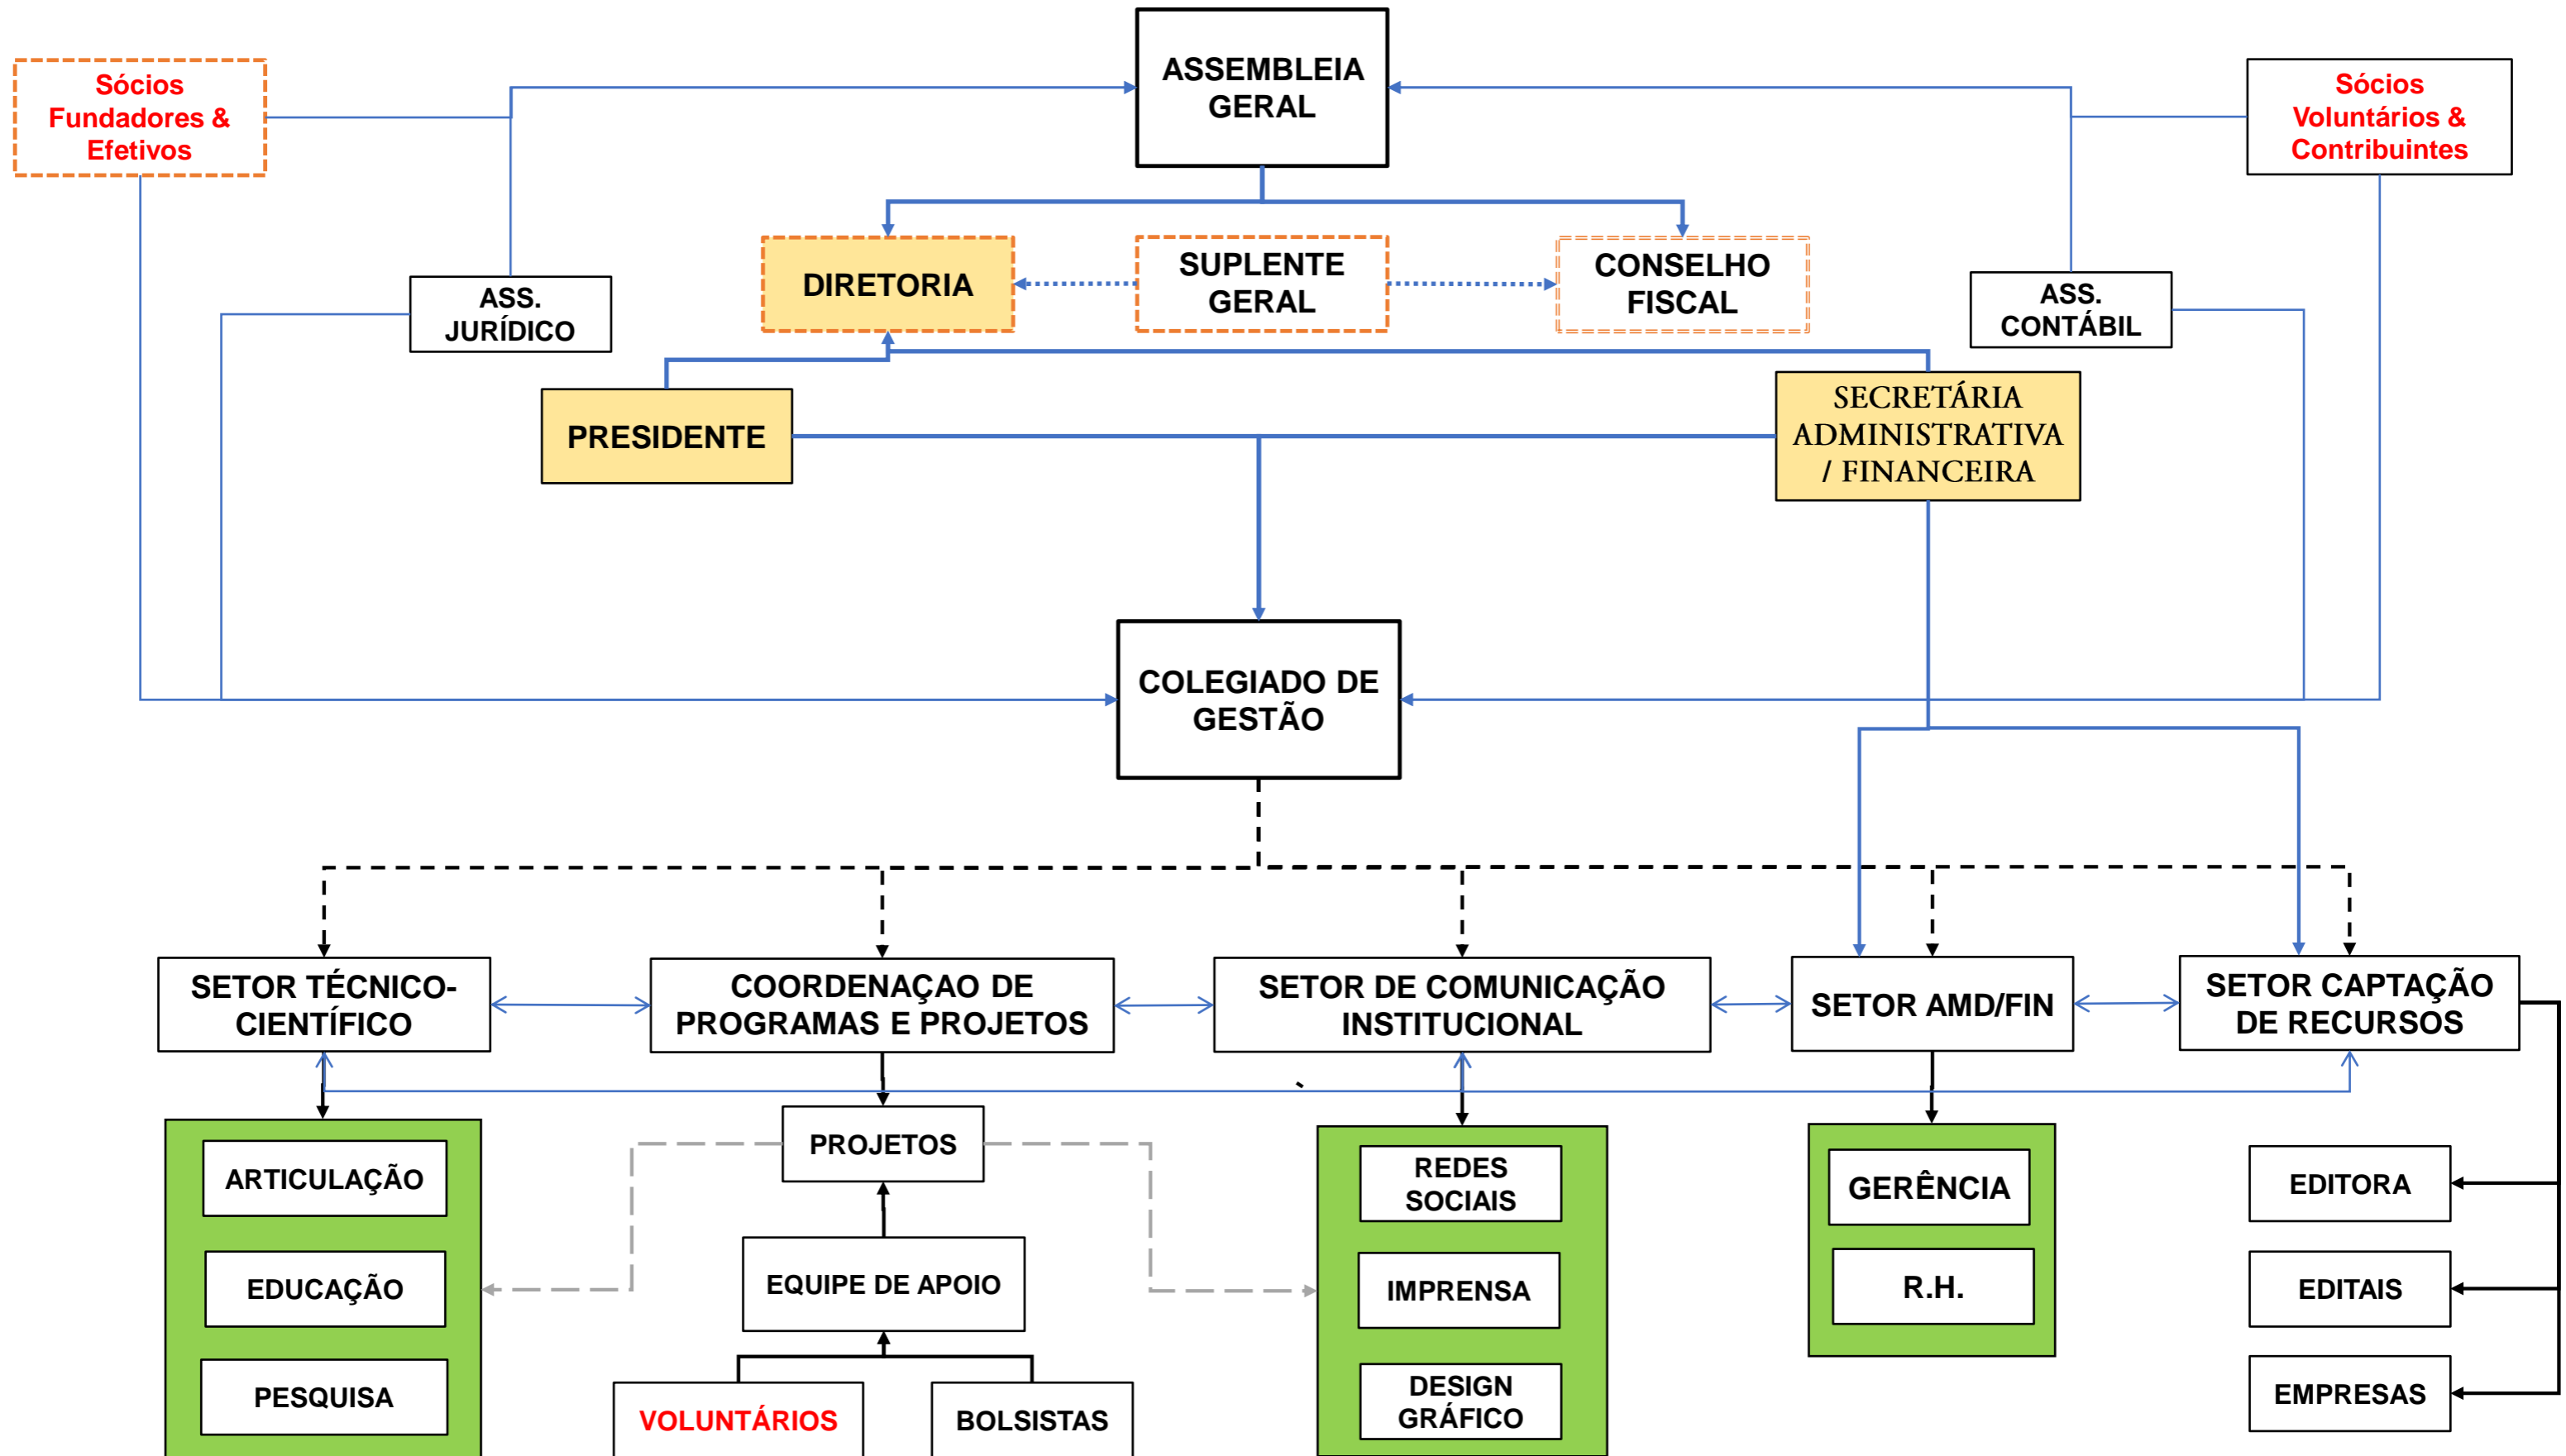 ASSEMBLEIA
GERAL
Sócios
Fundadores &
Efetivos
Sócios
Voluntários &
Contribuintes
DIRETORIA
SUPLENTE
GERAL
CONSELHO
FISCAL
ASS.
JURÍDICO
ASS.
CONTÁBIL
PRESIDENTE
SECRETÁRIA
ADMINISTRATIVA
/ FINANCEIRA
COLEGIADO DE
GESTÃO
SETOR TÉCNICO-
CIENTÍFICO
COORDENAÇAO DE
PROGRAMAS E PROJETOS
SETOR DE COMUNICAÇÃO
INSTITUCIONAL
SETOR AMD/FIN
SETOR CAPTAÇÃO
DE RECURSOS
ARTICULAÇÃO
EDUCAÇÃO
PESQUISA
PROJETOS
EQUIPE DE APOIO
VOLUNTÁRIOS
BOLSISTAS
REDES
SOCIAIS
IMPRENSA
DESIGN
GRÁFICO
GERÊNCIA
R.H.
EDITORA
EDITAIS
EMPRESAS